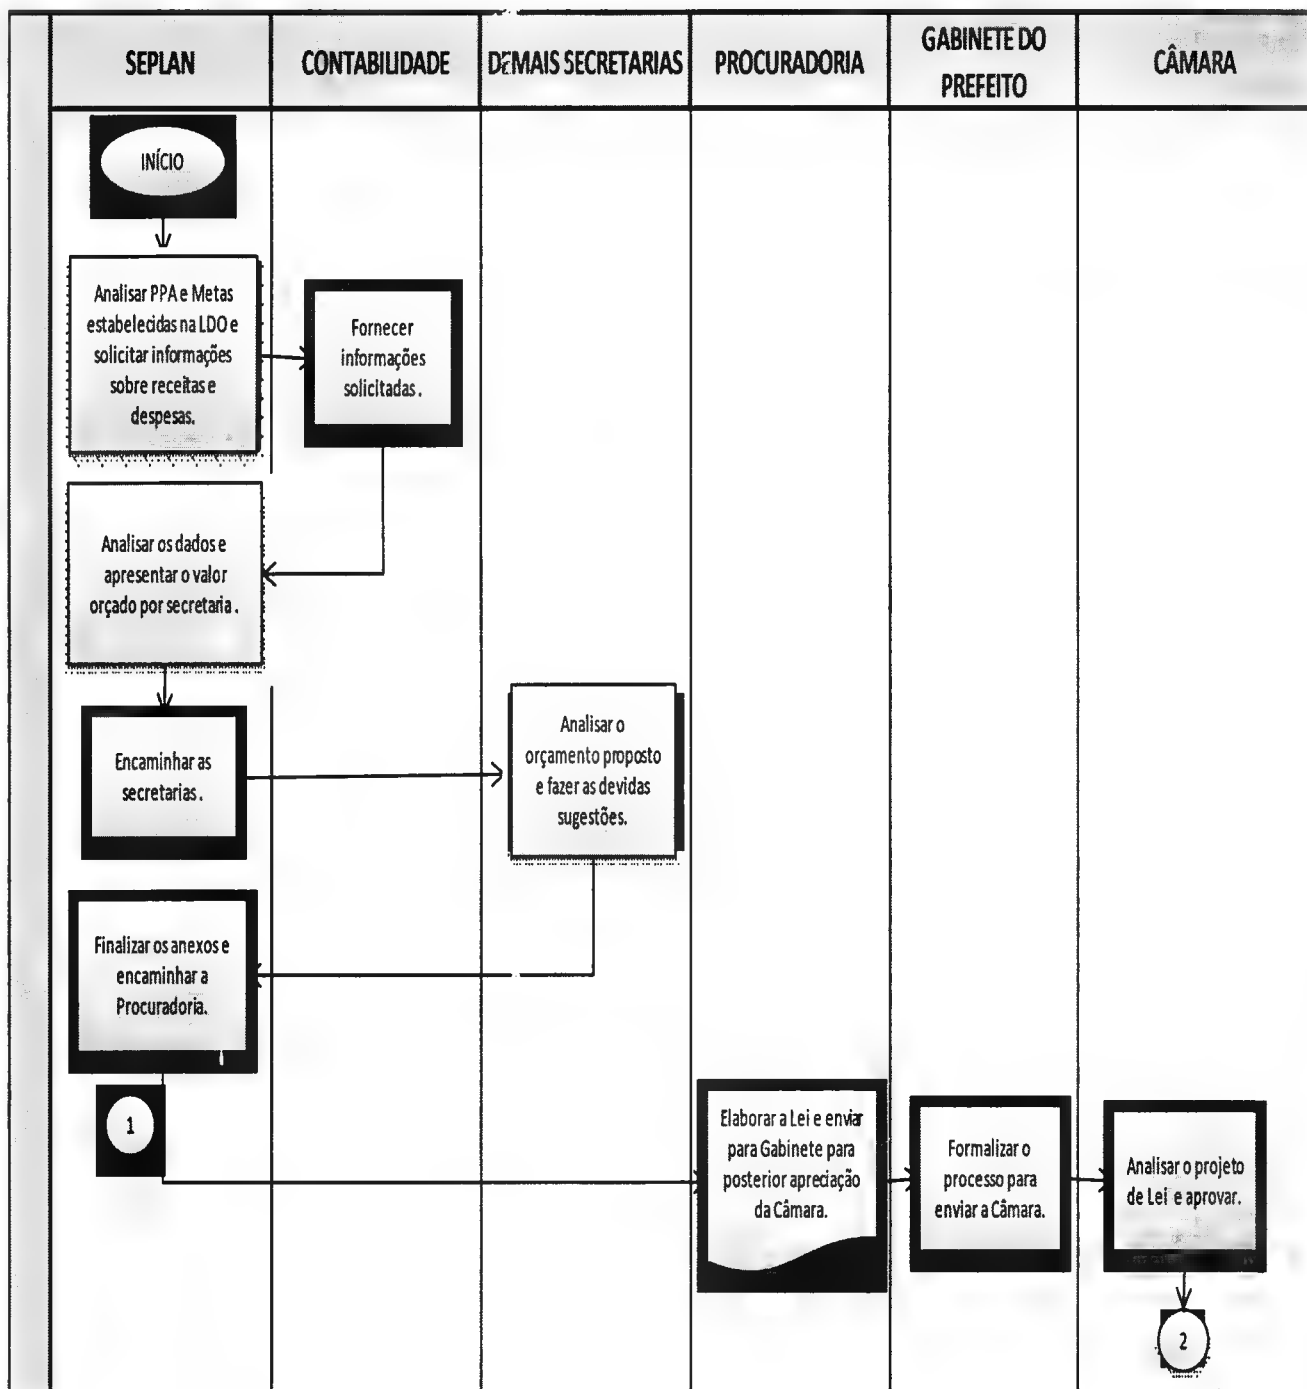 SEPLAN
CONTABILIDADE
DEMAIS SECRETARIAS
PROCURADORIA
GABINETE DO
PREFEITO
CÂMARA
INÍCIO
Analisar PPA e Metas
estabelecidas na LDO e
solicitar informações
sobre receitas e
despesas.
Fornecer
informações
solicitadas.
Analisar os dados e
apresentar o valor
orçado por secretaria.
Encaminhar as
secretarias.
Analisar o
orçamento proposto
e fazer as devidas
sugestões.
Finalizar os anexos e
encaminhar a
Procuradoria.
1
Elaborar a Lei e enviar
para Gabinete para
posterior apreciação
da Câmara.
Formalizar o
processo para
enviar a Câmara.
Analisar o projeto
de Lei e aprovar.
2